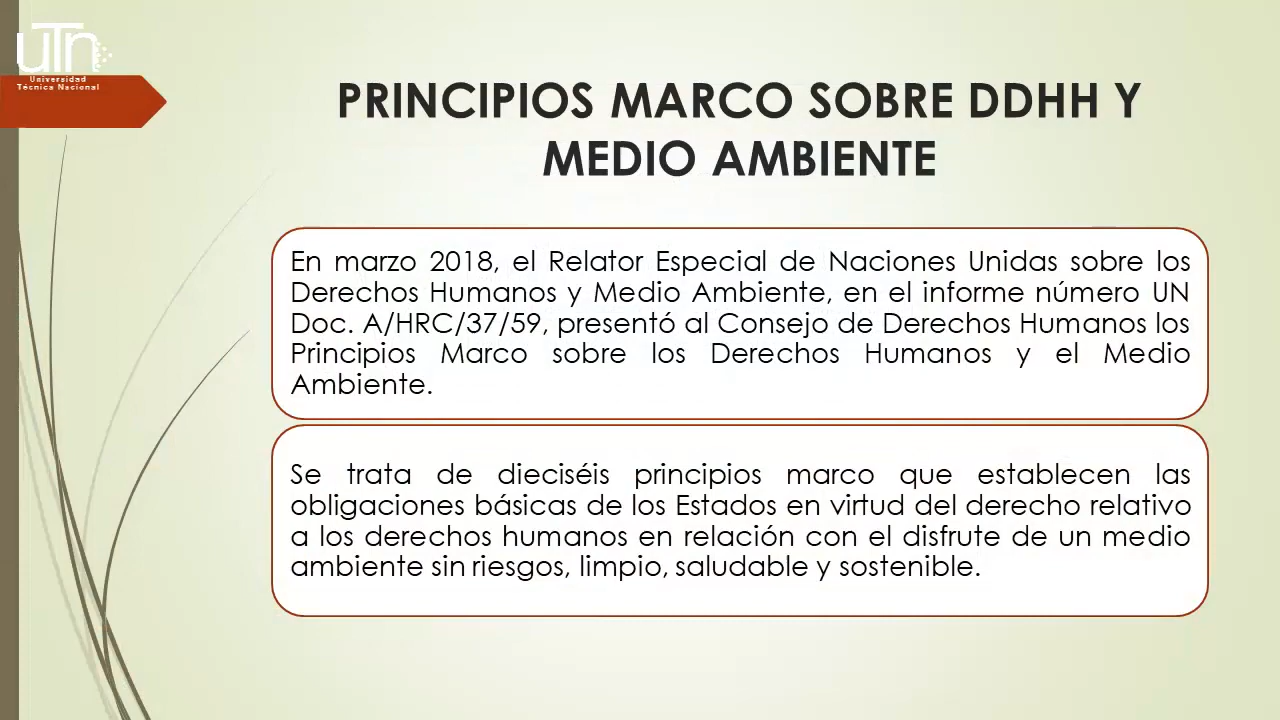 uTn
Universidad
Técnica Nacional
PRINCIPIOS MARCO SOBRE DDHH Y
MEDIO AMBIENTE
En marzo 2018, el Relator Especial de Naciones Unidas sobre los
Derechos Humanos y Medio Ambiente, en el informe número UN
Doc. A/HRC/37/59, presentó al Consejo de Derechos Humanos los
Principios Marco sobre los Derechos Humanos y el Medio
Ambiente.
Se trata de dieciséis principios marco que establecen las
obligaciones básicas de los Estados en virtud del derecho relativo
a los derechos humanos en relación con el disfrute de un medio
ambiente sin riesgos, limpio, saludable y sostenible.